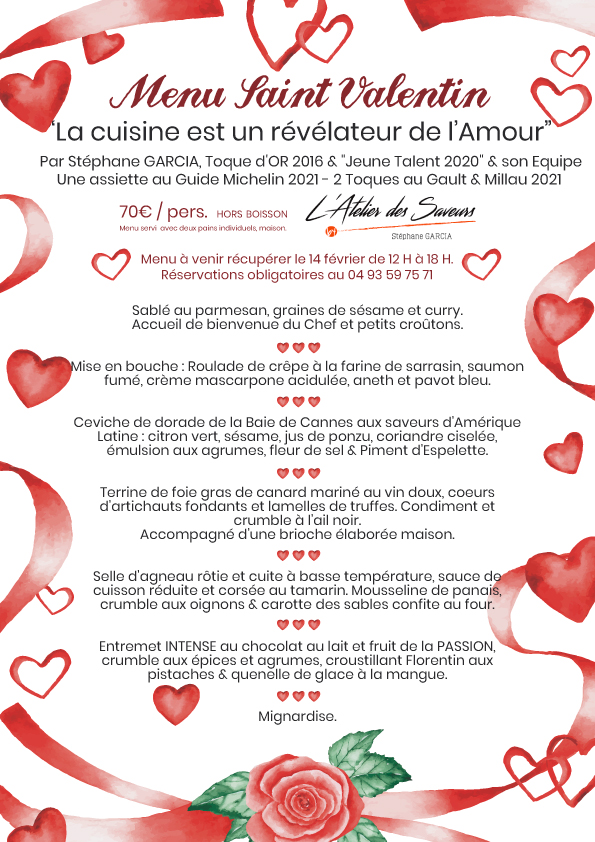 Menu Saint Valentin
“La cuisine est un révélateur de l’Amour”
Par Stéphane GARCIA, Toque d’OR 2016 & "Jeune Talent 2020" & son Equipe
Une assiette au Guide Michelin 2021 - 2 Toques au Gault & Millau 2021
70€ / pers. HORS BOISSON
Menu servi avec deux pains individuels, maison.
L’Atelier des Saveurs
Stéphane GARCIA
Menu à venir récupérer le 14 février de 12 H à 18 H.
Réservations obligatoires au 04 93 59 75 71
Sablé au parmesan, graines de sésame et curry.
Accueil de bienvenue du Chef et petits croûtons.
Mise en bouche : Roulade de crêpe à la farine de sarrasin, saumon
fumé, crème mascarpone acidulée, aneth et pavot bleu.
Ceviche de dorade de la Baie de Cannes aux saveurs d’Amérique
Latine : citron vert, sésame, jus de ponzu, coriandre ciselée,
émulsion aux agrumes, fleur de sel & Piment d’Espelette.
Terrine de foie gras de canard mariné au vin doux, coeurs
d’artichauts fondants et lamelles de truffes. Condiment et
crumble à l’ail noir.
Accompagné d’une brioche élaborée maison.
Selle d’agneau rôtie et cuite à basse température, sauce de
cuisson réduite et corsée au tamarin. Mousseline de panais,
crumble aux oignons & carotte des sables confite au four.
Entremet INTENSE au chocolat au lait et fruit de la PASSION,
crumble aux épices et agrumes, croustillant Florentin aux
pistaches & quenelle de glace à la mangue.
Mignardise.